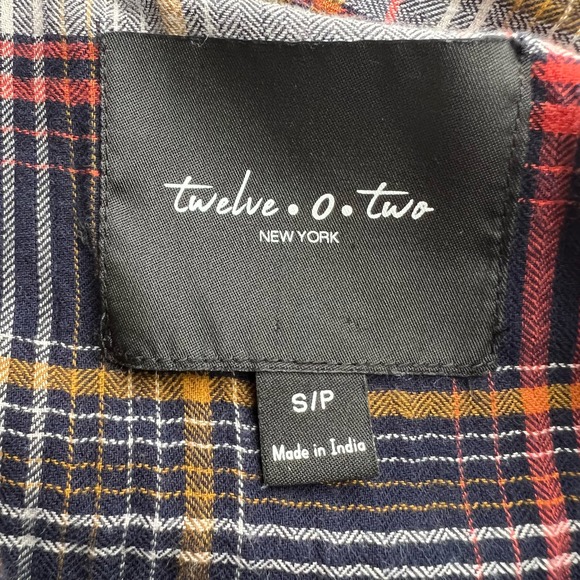 twelve • o • two
NEW YORK
S/P
Made in India